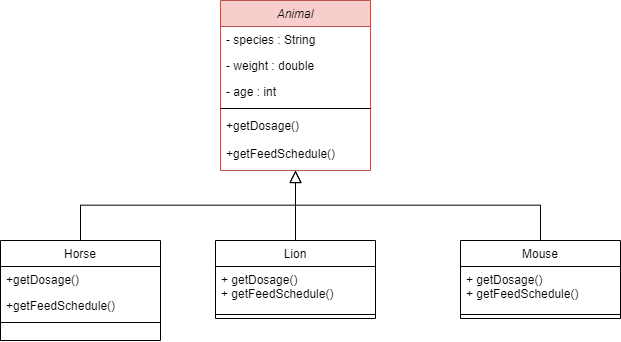 Animal
- species : String
- weight : double
- age : int
+getDosage()
+getFeedSchedule()
Horse
+getDosage()
+getFeedSchedule()
Lion
+ getDosage()
+ getFeedSchedule()
Mouse
+ getDosage()
+ getFeedSchedule()